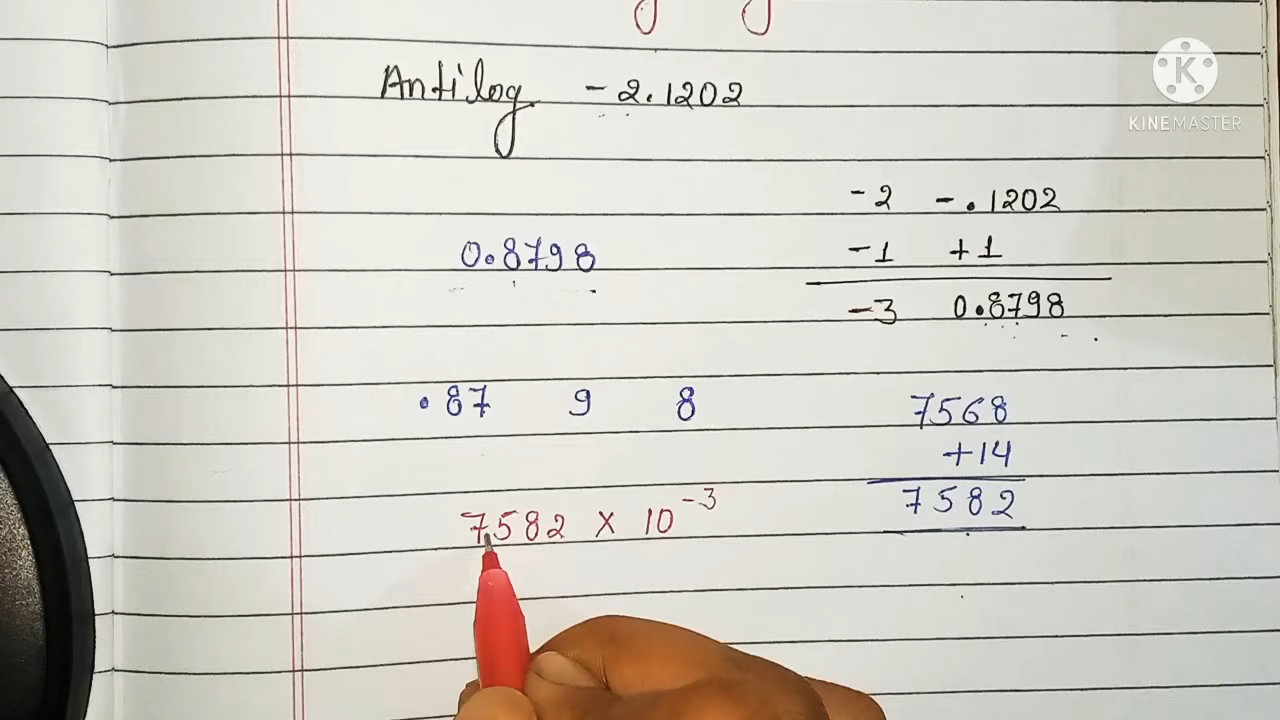 Antilog -2.1202
K
KINEMASTER
-2 -.1202
0.8798 -1 +1
-3 0.8798
.87 9 8 7568
+14
7582 × 10⁻³ 7582